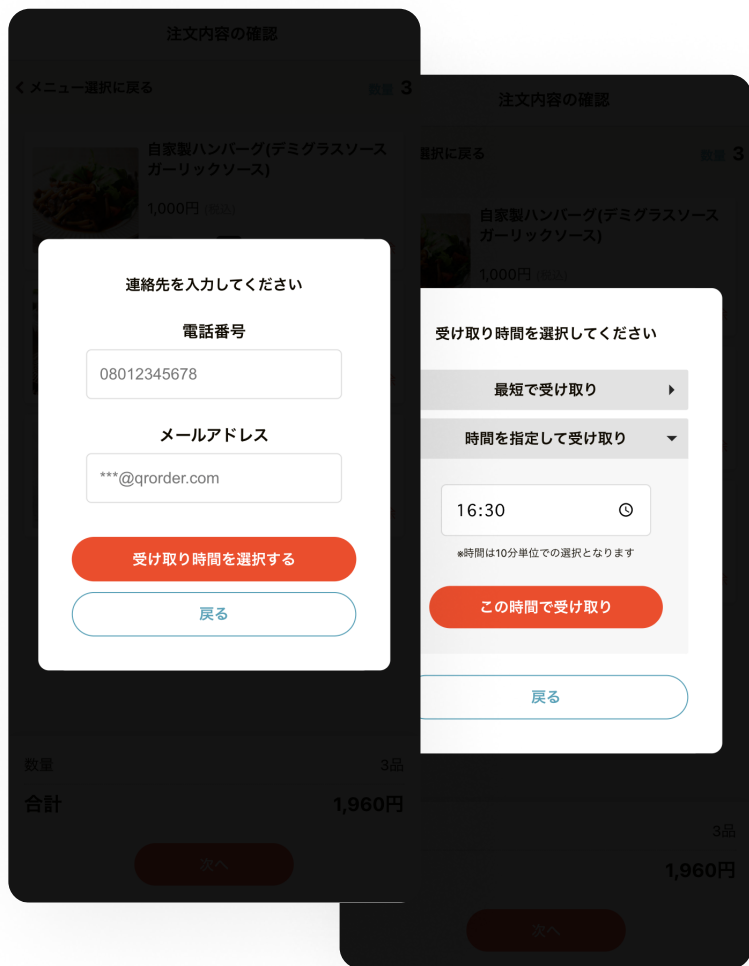 注文内容の確認
メニュー選択に戻る
数量 3
自家製ハンバーグ(デミグラスソース
ガーリックソース)
1,000円 (税込)
連絡先を入力してください
電話番号
08012345678
メールアドレス
***@qrorder.com
受け取り時間を選択する
戻る
数量
3品
合計
1,960円
次へ
注文内容の確認
選択に戻る
数量 3
自家製ハンバーグ(デミグラスソース
ガーリックソース)
1,000円 (税込)
受け取り時間を選択してください
最短で受け取り
時間を指定して受け取り
16:30
※時間は10分単位での選択となります
この時間で受け取り
戻る
3品
1,960円
次へ